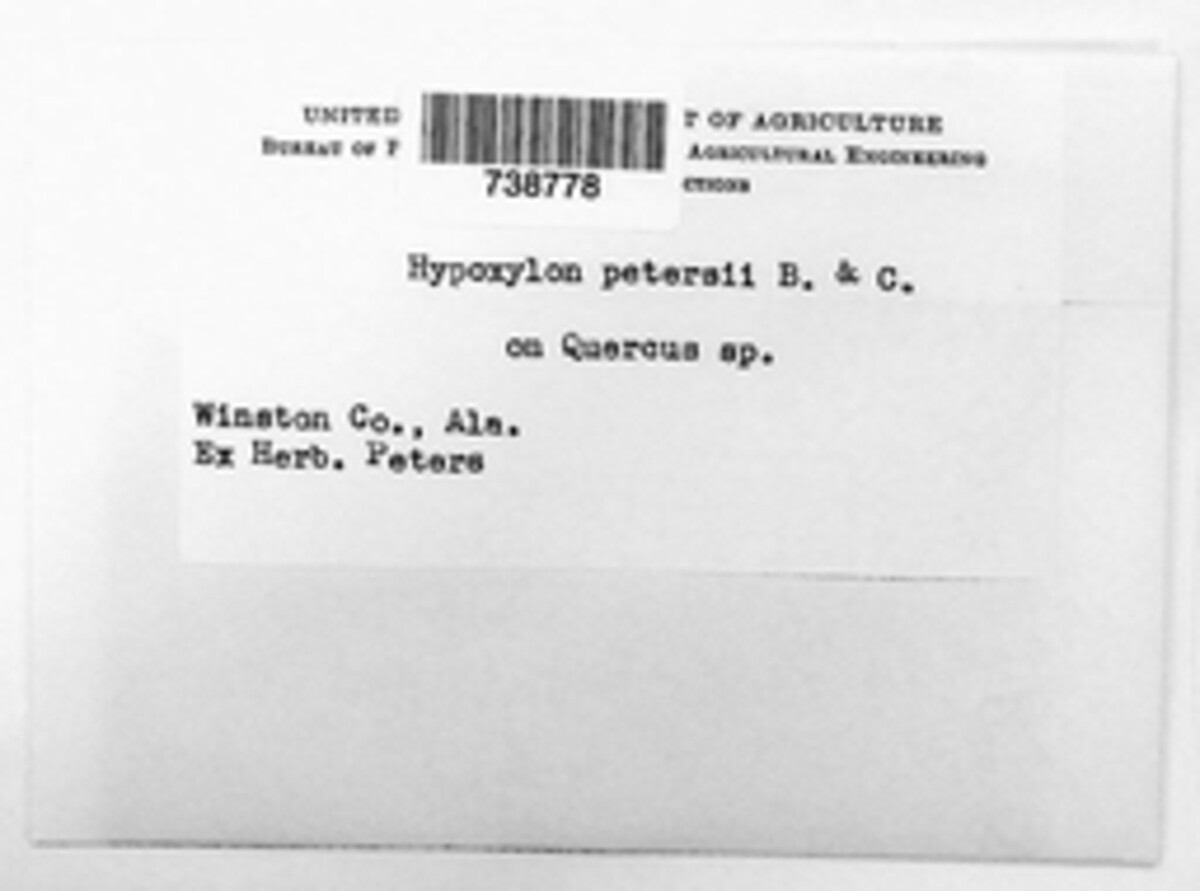 UNITED T OF AGRICULTURE
BUREAU OF P AGRICULTURAL ENGINEERING
CTIONS
738778
Hypoxylon petersii B. & C.
on Quercus sp.
Winston Co., Ala.
Ex Herb. Peters